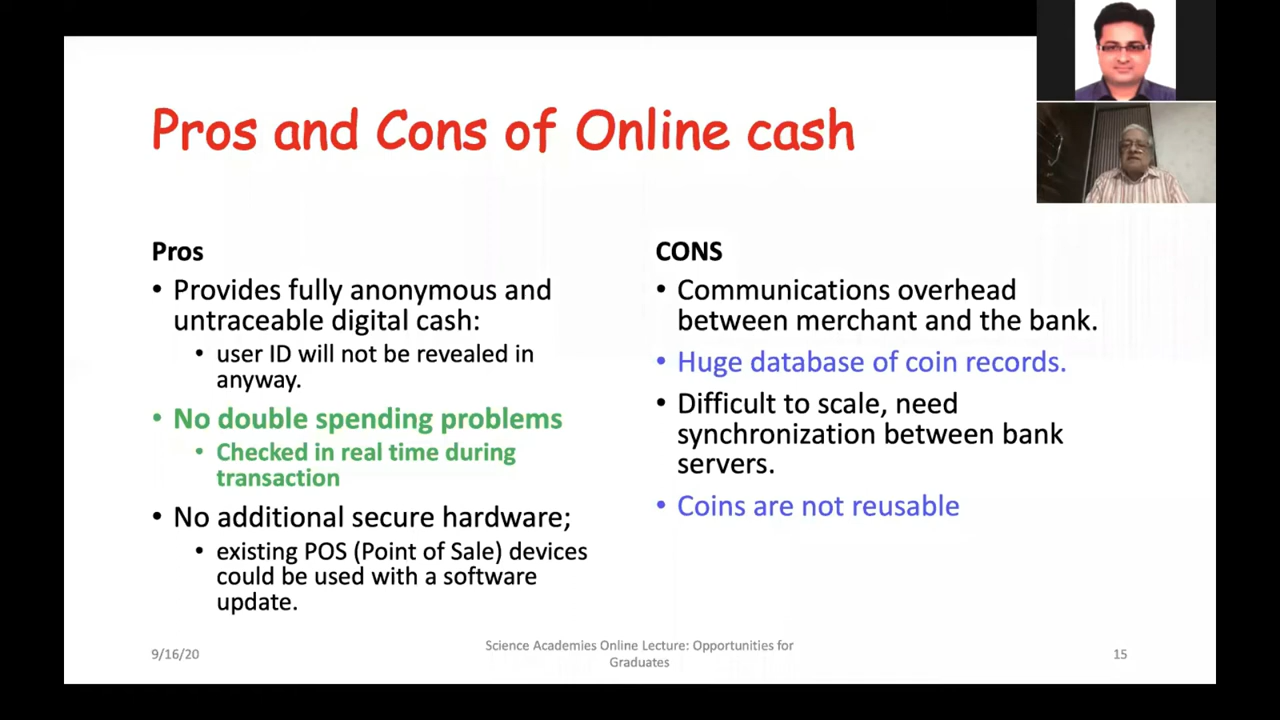 Pros and Cons of Online cash
Pros
• Provides fully anonymous and
untraceable digital cash:
• user ID will not be revealed in
anyway.
• No double spending problems
• Checked in real time during
transaction
• No additional secure hardware;
• existing POS (Point of Sale) devices
could be used with a software
update.
CONS
• Communications overhead
between merchant and the bank.
• Huge database of coin records.
• Difficult to scale, need
synchronization between bank
servers.
• Coins are not reusable
9/16/20
Science Academies Online Lecture: Opportunities for
Graduates
15